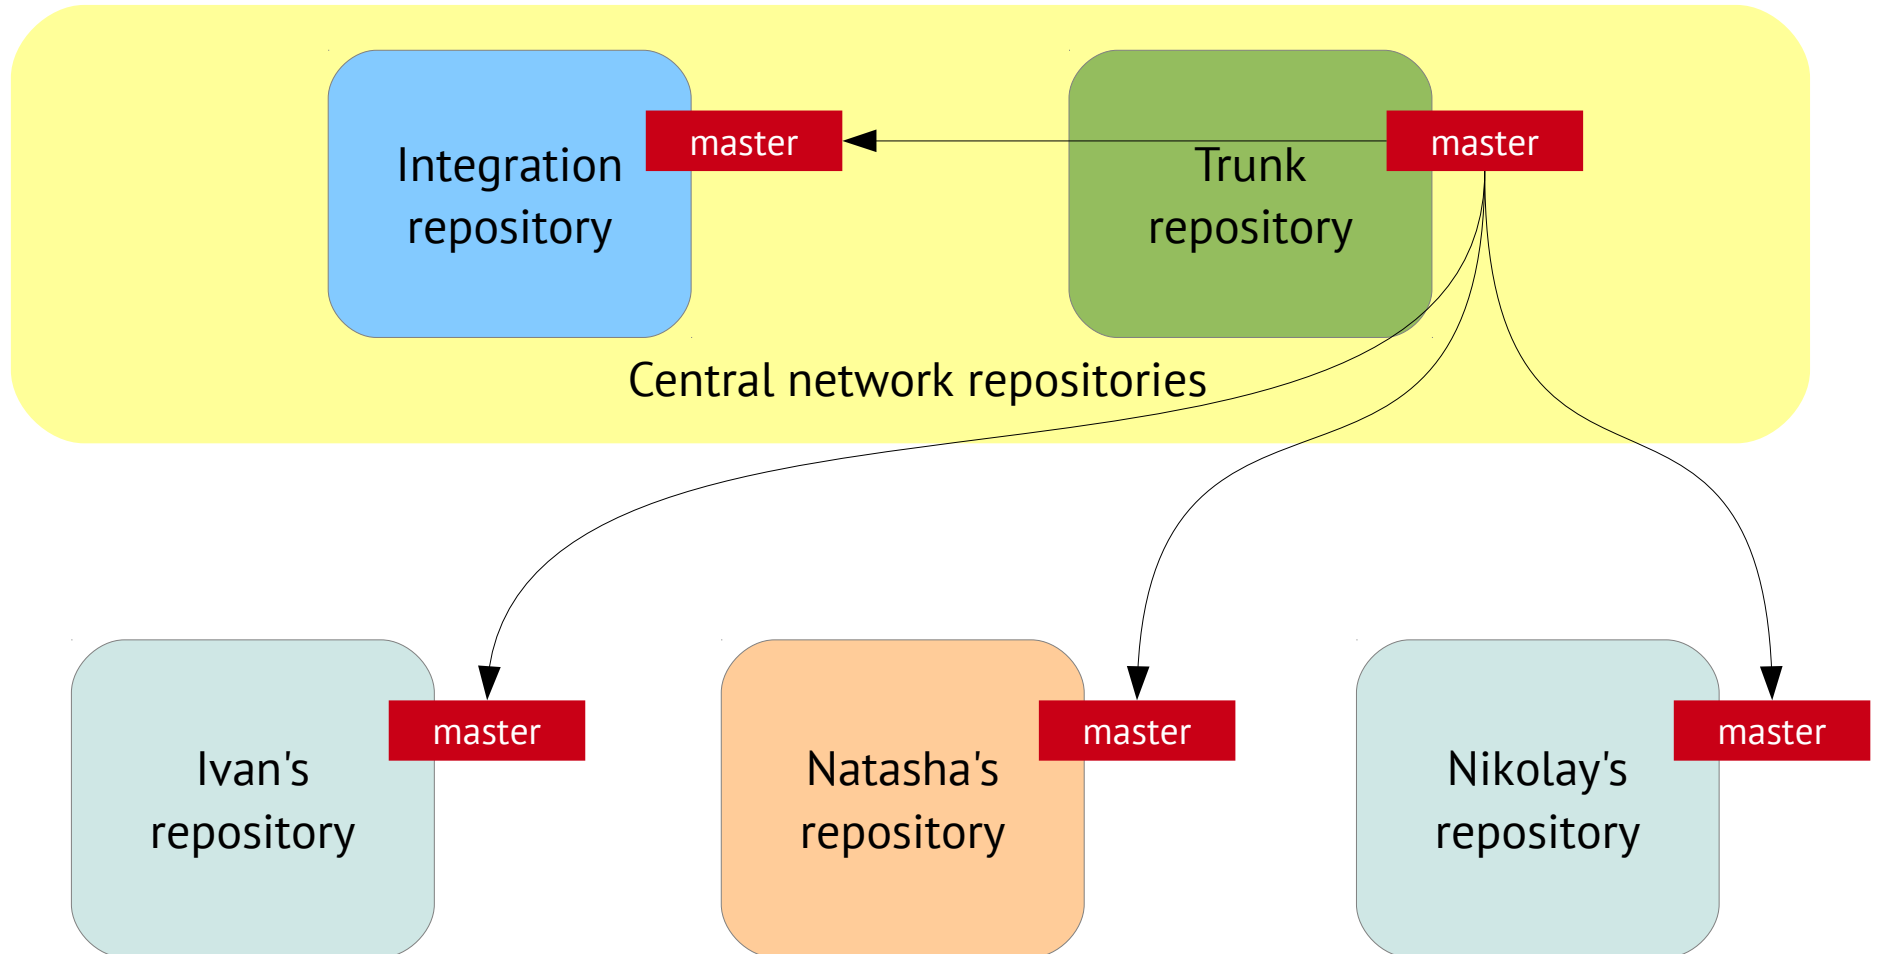 Integration
repository
master
Trunk
repository
master
Central network repositories
Ivan's
repository
master
Natasha's
repository
master
Nikolay's
repository
master